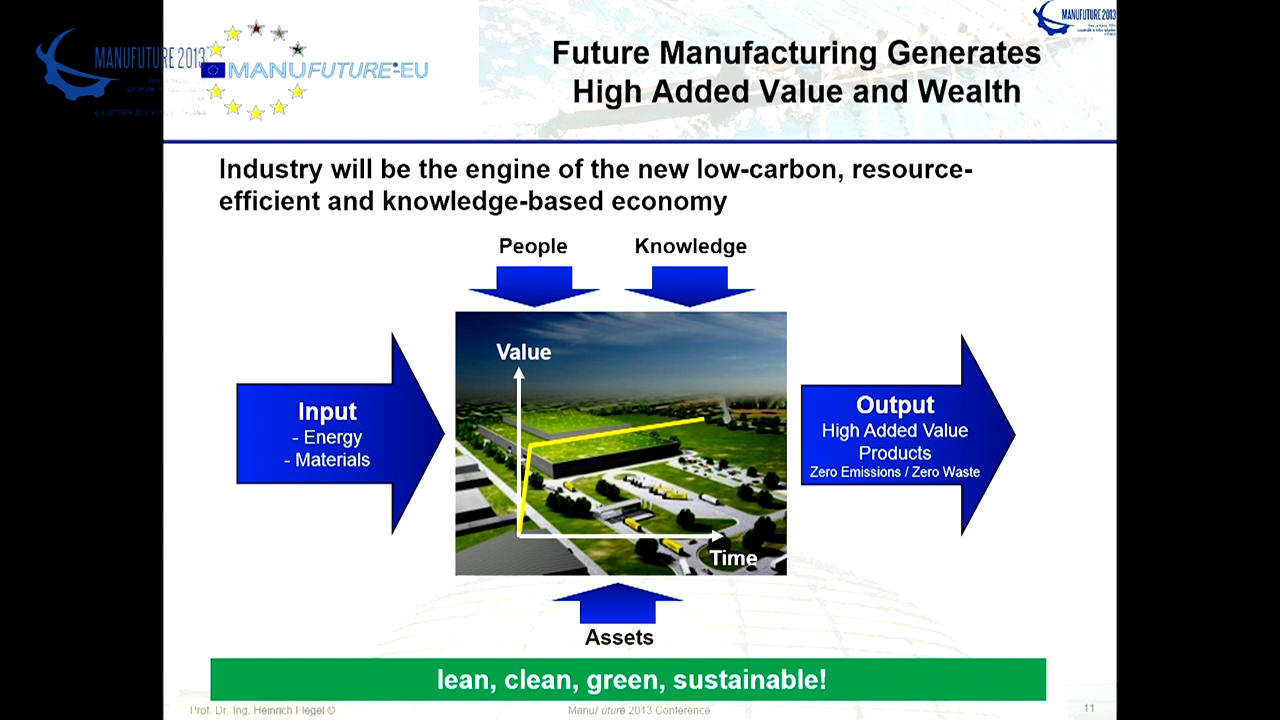 MANUFUTURE 2013
MANUFUTURE-EU
MANUFUTURE 2013
Future Manufacturing Generates
High Added Value and Wealth
Industry will be the engine of the new low-carbon, resource-
efficient and knowledge-based economy
People
Knowledge
Value
Time
Input
- Energy
- Materials
Output
High Added Value
Products
Zero Emissions / Zero Waste
Assets
lean, clean, green, sustainable!
Prof. Dr. Ing. Heinrich Flegel ©
ManuFuture 2013 Conference
11